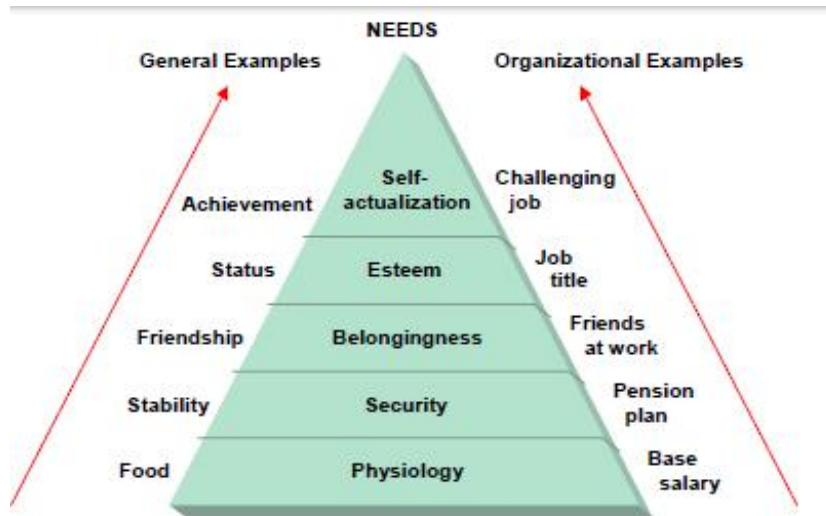 NEEDS
General Examples
Organizational Examples
Achievement
Self-
actualization
Challenging
job
Status
Esteem
Job
title
Friendship
Belongingness
Friends
at work
Stability
Security
Pension
plan
Food
Physiology
Base
salary